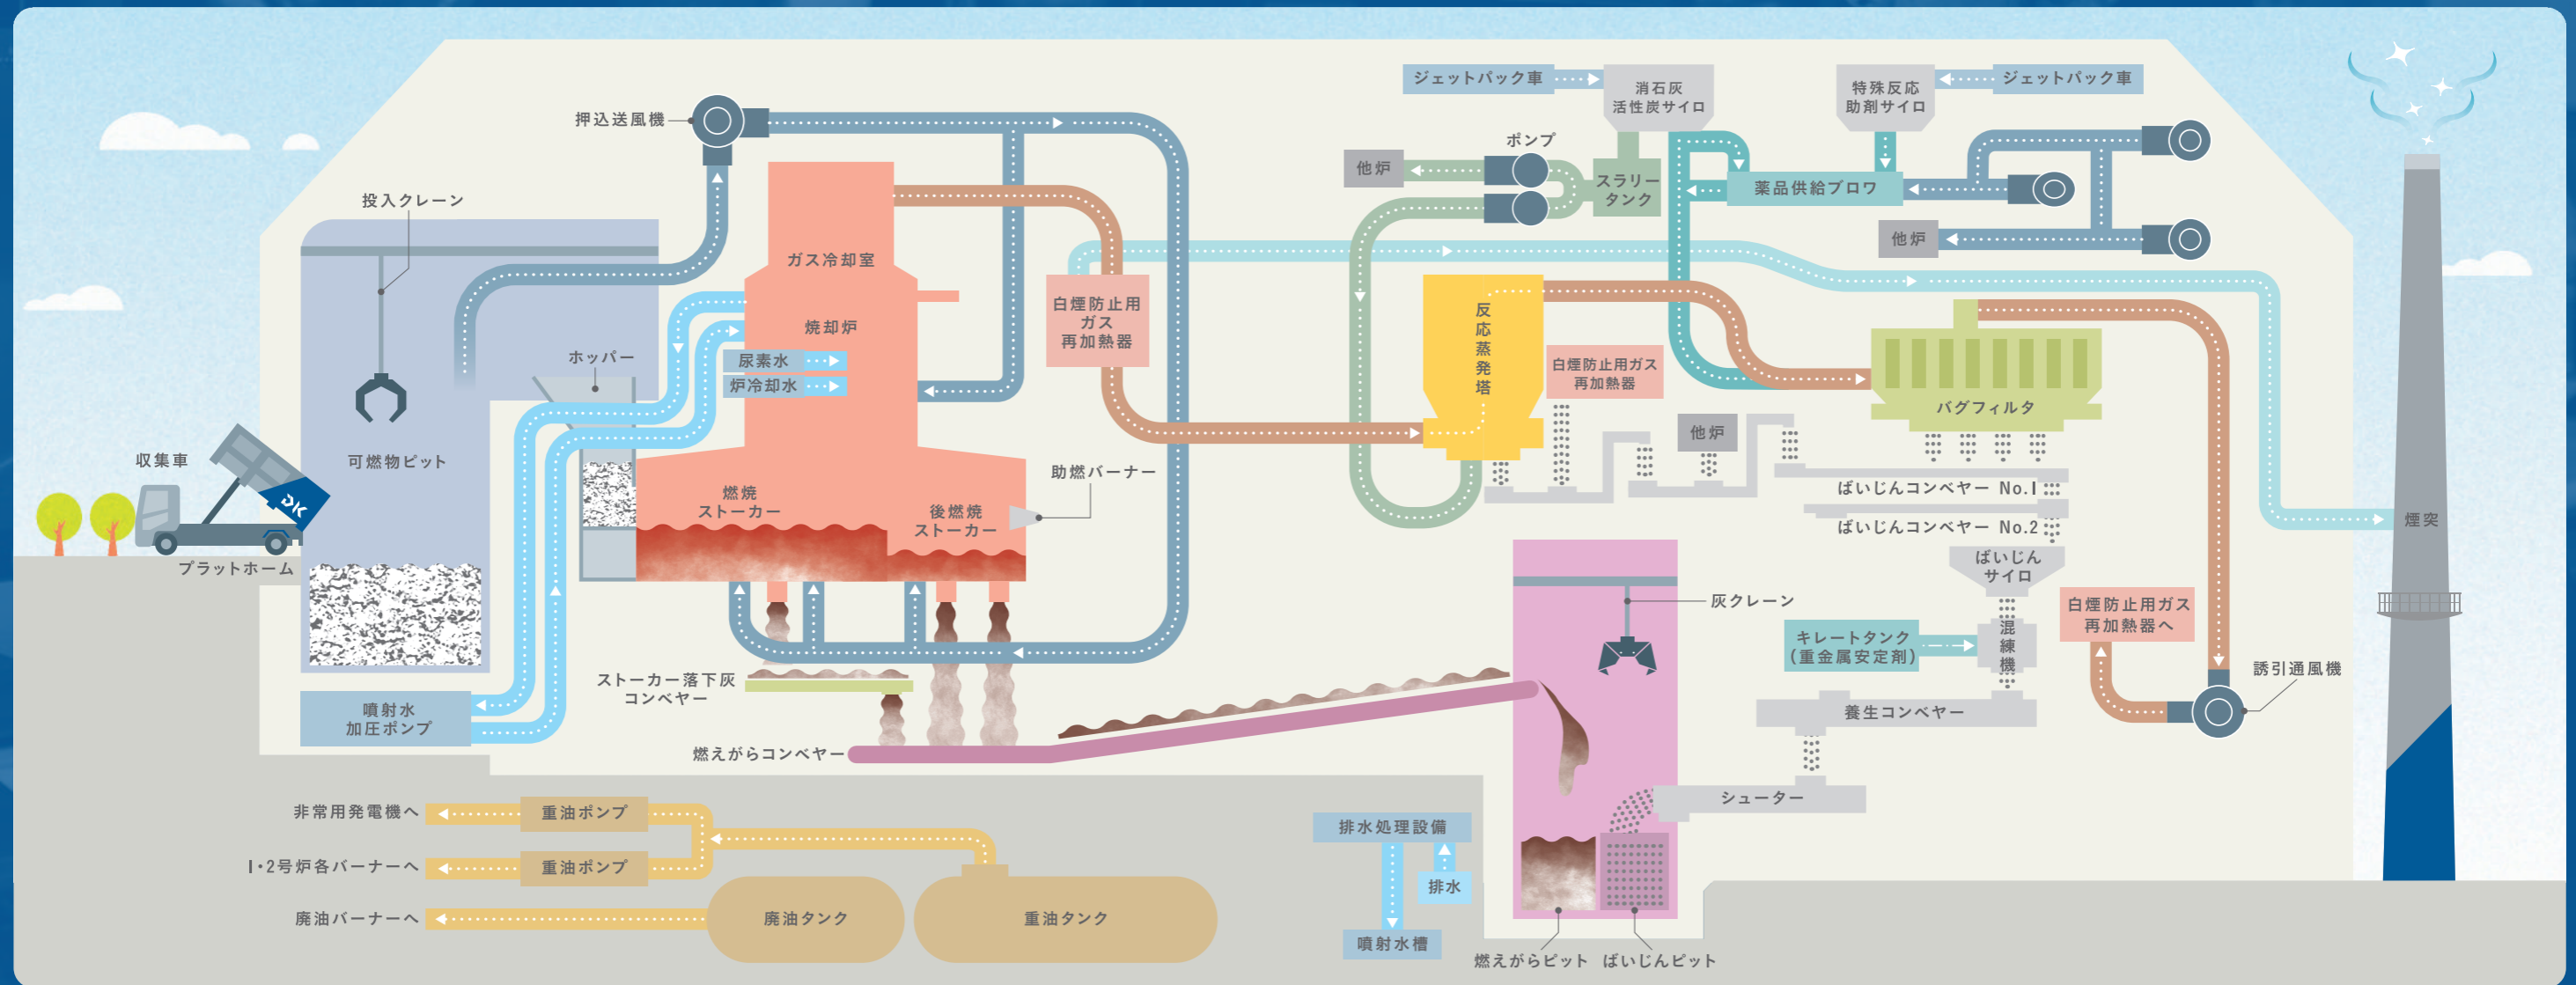 ジェットパック車
消石灰
活性炭サイロ
特殊反応
助剤サイロ
ジェットパック車
押込送風機
ポンプ
他炉
スラリー
タンク
薬品供給ブロワ
投入クレーン
他炉
ガス冷却室
白煙防止用
ガス
再加熱器
焼却炉
反応蒸発塔
ホッパー
尿素水
炉冷却水
白煙防止用ガス
再加熱器
バグフィルタ
他炉
収集車
可燃物ピット
DK
助燃バーナー
燃焼
ストーカー
後燃焼
ストーカー
ばいじんコンベヤー No.1
ばいじんコンベヤー No.2
煙突
プラットホーム
ばいじん
サイロ
灰クレーン
キレートタンク
(重金属安定剤)
混練機
白煙防止用ガス
再加熱器へ
誘引通風機
ストーカー落下灰
コンベヤー
噴射水
加圧ポンプ
養生コンベヤー
燃えがらコンベヤー
シューター
非常用発電機へ
重油ポンプ
1・2号炉各バーナーへ
重油ポンプ
廃油バーナーへ
廃油タンク
重油タンク
排水処理設備
排水
噴射水槽
燃えがらピット
ばいじんピット